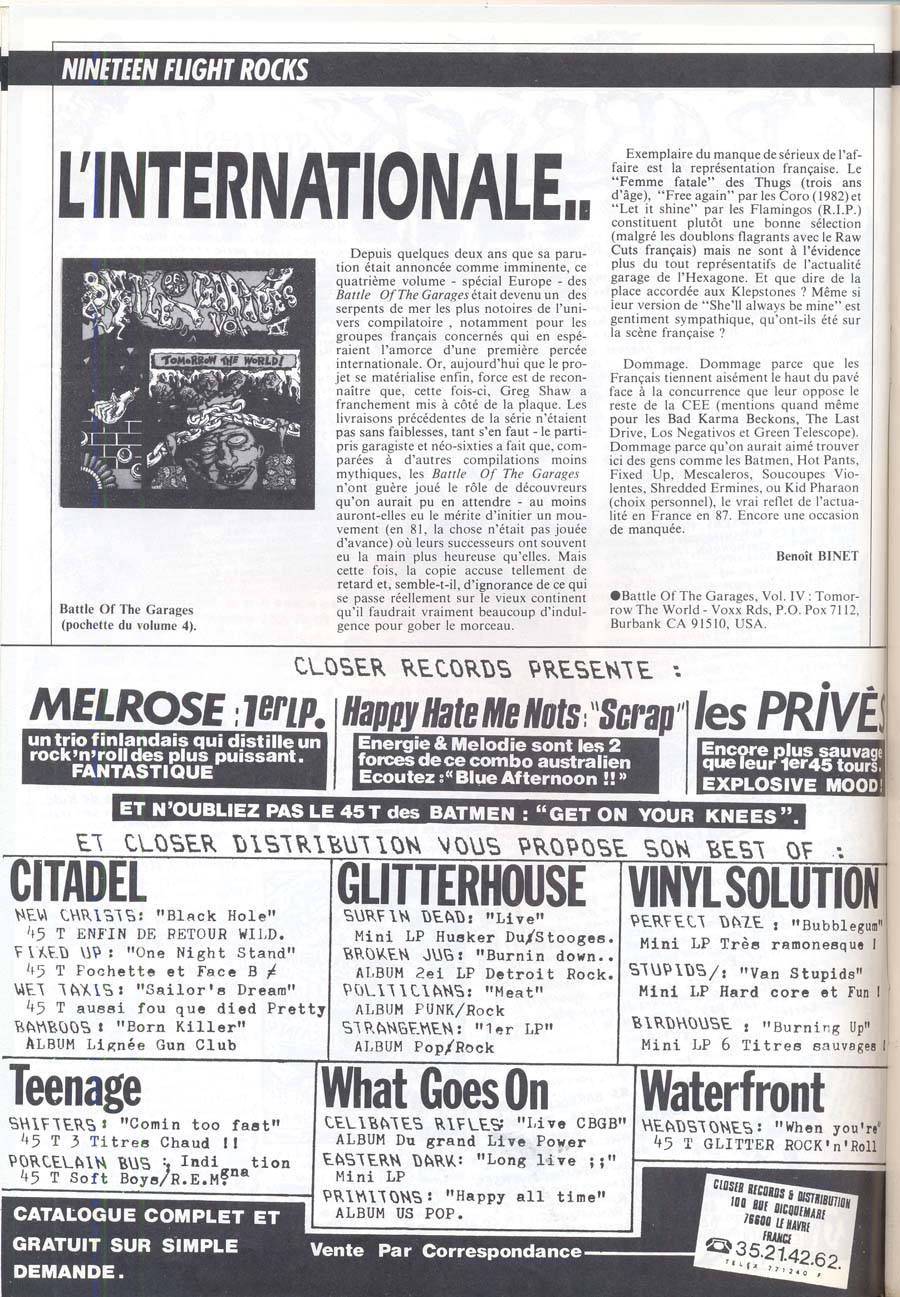 NINETEEN FLIGHT ROCKS
L'INTERNATIONALE..
BATTLE OF THE GARAGES
VOL. IV
TOMORROW THE WORLD!
Battle Of The Garages
(pochette du volume 4).
Depuis quelques deux ans que sa paru-
tion était annoncée comme imminente, ce
quatrième volume - spécial Europe - des
Battle Of The Garages était devenu un des
serpents de mer les plus notoires de l'uni-
vers compilatoire , notamment pour les
groupes français concernés qui en espé-
raient l'amorce d'une première percée
internationale. Or, aujourd'hui que le pro-
jet se matérialise enfin, force est de recon-
naître que, cette fois-ci, Greg Shaw a
franchement mis à côté de la plaque. Les
livraisons précédentes de la série n'étaient
pas sans faiblesses, tant s'en faut - le parti-
pris garagiste et néo-sixties a fait que, com-
parées à d'autres compilations moins
mythiques, les Battle Of The Garages
n'ont guère joué le rôle de découvreurs
qu'on aurait pu en attendre - au moins
auront-elles eu le mérite d'initier un mou-
vement (en 81, la chose n'était pas jouée
d'avance) où leurs successeurs ont souvent
eu la main plus heureuse qu'elles. Mais
cette fois, la copie accuse tellement de
retard et, semble-t-il, d'ignorance de ce qui
se passe réellement sur le vieux continent
qu'il faudrait vraiment beaucoup d'indul-
gence pour gober le morceau.
Exemplaire du manque de sérieux de l'af-
faire est la représentation française. Le
"Femme fatale" des Thugs (trois ans
d'âge), "Free again" par les Coro (1982) et
"Let it shine" par les Flamingos (R.I.P.)
constituent plutôt une bonne sélection
(malgré les doublons flagrants avec le Raw
Cuts français) mais ne sont à l'évidence
plus du tout représentatifs de l'actualité
garage de l'Hexagone. Et que dire de la
place accordée aux Klepstones ? Même si
leur version de "She'll always be mine" est
gentiment sympathique, qu'ont-ils été sur
la scène française ?
Dommage. Dommage parce que les
Français tiennent aisément le haut du pavé
face à la concurrence que leur oppose le
reste de la CEE (mentions quand même
pour les Bad Karma Beckons, The Last
Drive, Los Negativos et Green Telescope).
Dommage parce qu'on aurait aimé trouver
ici des gens comme les Batmen, Hot Pants,
Fixed Up, Mescaleros, Soucoupes Vio-
lentes, Shredded Ermines, ou Kid Pharaon
(choix personnel), le vrai reflet de l'actua-
lité en France en 87. Encore une occasion
de manquée.
Benoît BINET
●Battle Of The Garages, Vol. IV : Tomor-
row The World - Voxx Rds, P.O. Pox 7112,
Burbank CA 91510, USA.
CLOSER RECORDS PRESENTE :
MELROSE : 1er LP.
un trio finlandais qui distille un
rock'n'roll des plus puissant.
FANTASTIQUE
Happy Hate Me Nots : "Scrap"
Energie & Melodie sont les 2
forces de ce combo australien
Ecoutez : "Blue Afternoon !!"
les PRIVÉS
Encore plus sauvage
que leur 1er 45 tours.
EXPLOSIVE MOOD!
ET N'OUBLIEZ PAS LE 45 T des BATMEN : "GET ON YOUR KNEES".
ET CLOSER DISTRIBUTION VOUS PROPOSE SON BEST OF :
CITADEL
NEW CHRISTS: "Black Hole"
45 T ENFIN DE RETOUR WILD.
FIXED UP : "One Night Stand"
45 T Pochette et Face B ≠
WET TAXIS: "Sailor's Dream"
45 T aussi fou que died Pretty
BAMBOOS : "Born Killer"
ALBUM Lignée Gun Club
GLITTERHOUSE
SURFIN DEAD: "Live"
Mini LP Husker Du/Stooges.
BROKEN JUG: "Burnin down..
ALBUM 2ei LP Detroit Rock.
POLITICIANS: "Meat"
ALBUM PUNK/Rock
STRANGEMEN: "1er LP"
ALBUM Pop/Rock
VINYL SOLUTION
PERFECT DAZE : "Bubblegum"
Mini LP Très ramonesque !
STUPIDS/: "Van Stupids"
Mini LP Hard core et Fun !
BIRDHOUSE : "Burning Up"
Mini LP 6 Titres sauvages !
Teenage
SHIFTERS : "Comin too fast"
45 T 3 Titres Chaud !!
PORCELAIN BUS : Indignation
45 T Soft Boys/R.E.M.
What Goes On
CELIBATES RIFLES: "Live CBGB"
ALBUM Du grand Live Power
EASTERN DARK: "Long live ;;"
Mini LP
PRIMITONS : "Happy all time"
ALBUM US POP.
Waterfront
HEADSTONES: "When you're"
45 T GLITTER ROCK'n'Roll
CATALOGUE COMPLET ET
GRATUIT SUR SIMPLE
DEMANDE.
Vente Par Correspondance
CLOSER RECORDS & DISTRIBUTION
100 RUE DICQUEMARE
76600 LE HAVRE
FRANCE
☎ 35.21.42.62.
TELEX 771240 F